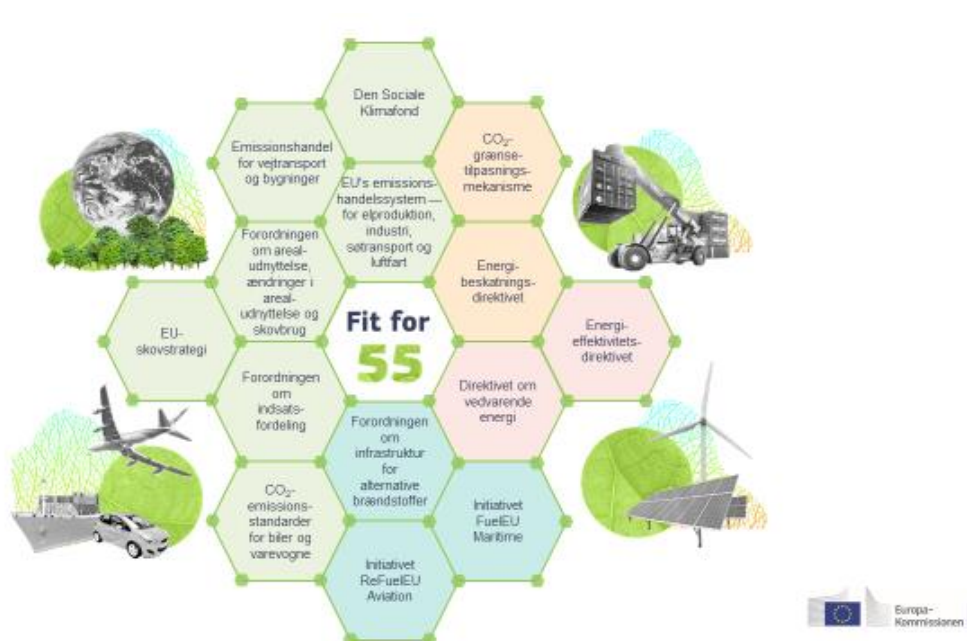 Den Sociale
Klimafond
Emissionshandel
for vejtransport
og bygninger
CO₂-
grænse-
tilpasnings-
mekanisme
EU's emissions-
handelssystem —
for elproduktion,
industri,
søtransport og
luftfart
Forordningen
om areal-
udnyttelse,
ændringer i
areal-
udnyttelse og
skovbrug
Energi-
beskatnings-
direktivet
EU-
skovstrategi
Fit for
55
Energi-
effektivitets-
direktivet
Forordningen
om
indsats-
fordeling
Direktivet om
vedvarende
energi
Forordningen
om
infrastruktur
for
alternative
brændstoffer
CO₂-
emissions-
standarder
for biler og
varevogne
Initiativet
FuelEU
Maritime
Initiativet
ReFuelEU
Aviation
Europa-
Kommissionen